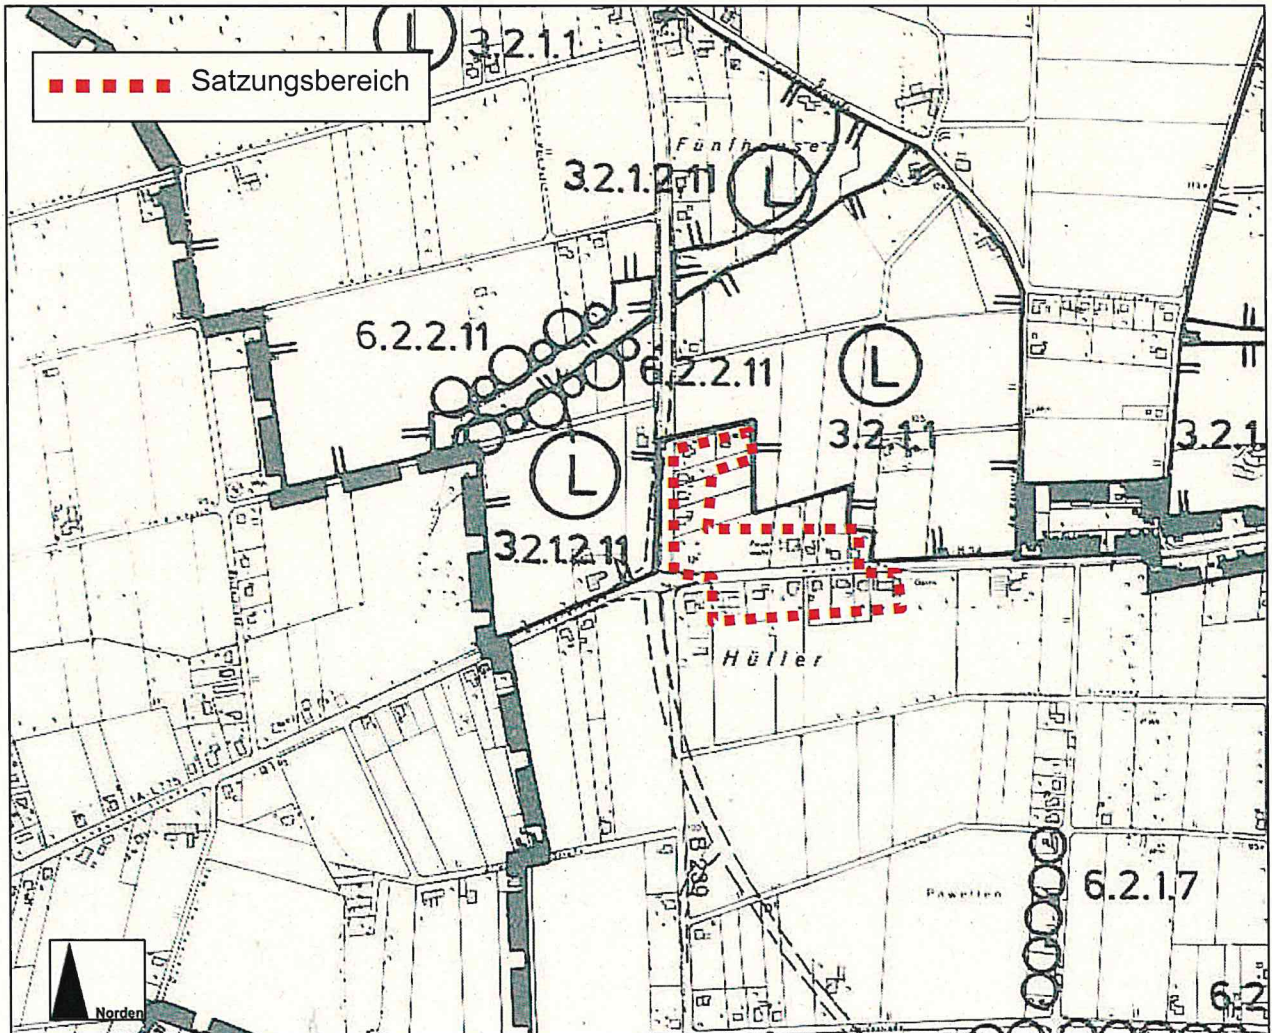 L
3.2.1.1
Satzungsbereich
Fünfhausen
3.2.1.2.11
L
6.2.2.11
6.2.2.11
L
3.2.1.1
3.2.1
L
3.2.1.2.11
Hüller
B 239
Pawellen
6.2.1.7
6.2
Norden